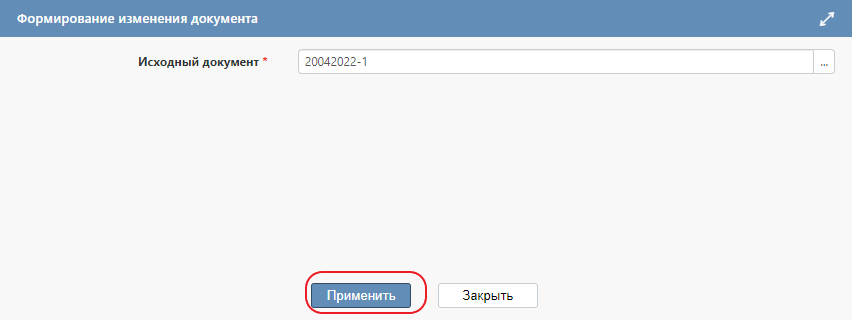 Формирование изменения документа
Исходный документ * 20042022-1 ...
Применить Закрыть